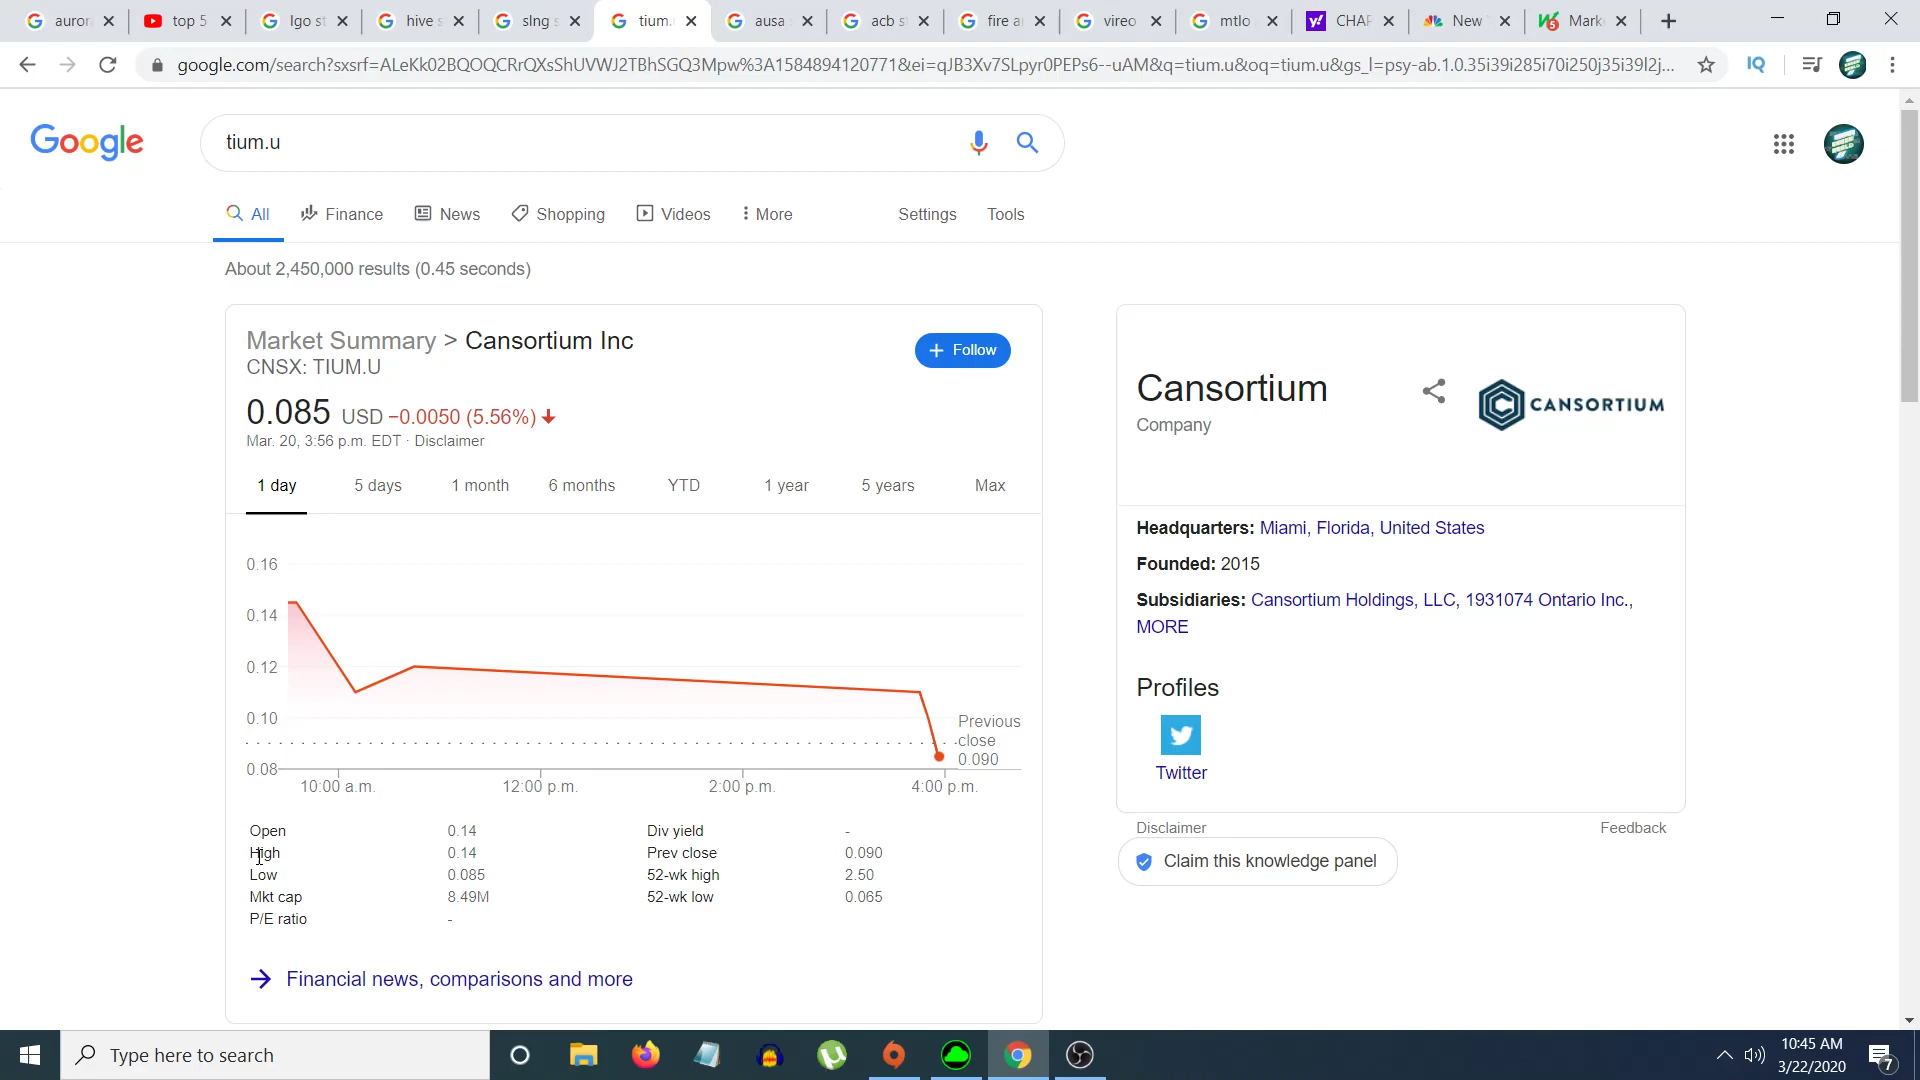 auror
top 5
lgo st
hive s
slng s
tium.
ausa
acb s
fire a
vireo
mtlo
CHAP
New
Mark
google.com/search?sxsrf=ALeKk02BQOQCRrQXsShUVWJ2TBhSGQ3Mpw%3A1584894120771&ei=qJB3Xv7SLpyr0PEPs6--uAM&q=tium.u&oq=tium.u&gs_l=psy-ab.1.0.35i39i285i70i250j35i39l2j...
IQ
Google
tium.u
All
Finance
News
Shopping
Videos
More
Settings
Tools
About 2,450,000 results (0.45 seconds)
Market Summary > Cansortium Inc
CNSX: TIUM.U
+ Follow
0.085 USD −0.0050 (5.56%)
Mar. 20, 3:56 p.m. EDT · Disclaimer
1 day 5 days 1 month 6 months YTD 1 year 5 years Max
0.16
0.14
0.12
0.10
0.08
Previous
close
0.090
10:00 a.m. 12:00 p.m. 2:00 p.m. 4:00 p.m.
Open 0.14 Div yield -
High 0.14 Prev close 0.090
Low 0.085 52-wk high 2.50
Mkt cap 8.49M 52-wk low 0.065
P/E ratio -
Financial news, comparisons and more
Cansortium
Company
CANSORTIUM
Headquarters: Miami, Florida, United States
Founded: 2015
Subsidiaries: Cansortium Holdings, LLC, 1931074 Ontario Inc.,
MORE
Profiles
Twitter
Disclaimer Feedback
Claim this knowledge panel
Type here to search
10:45 AM
3/22/2020
7